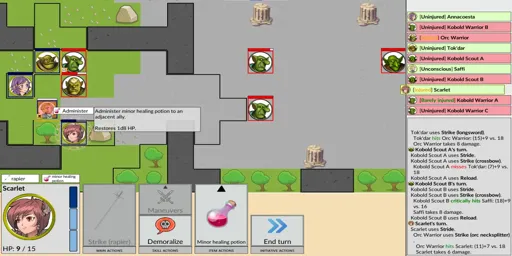 [Uninjured] Annacoesta
[Uninjured] Kobold Warrior B
Orc Warrior
[Uninjured] Tok'dar
[Uninjured] Kobold Scout A
[Unconscious] Saffi
[Uninjured] Kobold Scout B
Scarlet
[Barely injured] Kobold Warrior A
[Uninjured] Kobold Warrior C
Administer
Administer minor healing potion to an adjacent ally.
Restores 1d8 HP.
Tok'dar uses Strike (longsword).
Tok'dar hits Orc Warrior: (15)+9 vs. 18
Orc Warrior takes 8 damage.
Kobold Scout A's turn.
Kobold Scout A uses Stride.
Kobold Scout A uses Strike (crossbow).
Kobold Scout A misses Tok'dar: (7)+9 vs. 18
Kobold Scout A uses Reload.
Kobold Scout B's turn.
Kobold Scout B uses Stride.
Kobold Scout B uses Strike (crossbow).
Kobold Scout B critically hits Saffi: (18)+9 vs. 16
Saffi takes 8 damage.
Kobold Scout B uses Reload.
Scarlet's turn.
Scarlet uses Stride.
Orc Warrior uses Strike (orc necksplitter)
Orc Warrior hits Scarlet: (11)+7 vs. 18
rapier
minor healing potion
Scarlet
HP: 9 / 15
Strike (rapier)
MAIN ACTIONS
Maneuvers
Demoralize
SKILL ACTIONS
Minor healing potion
ITEM ACTIONS
End turn
INITIATIVE ACTIONS